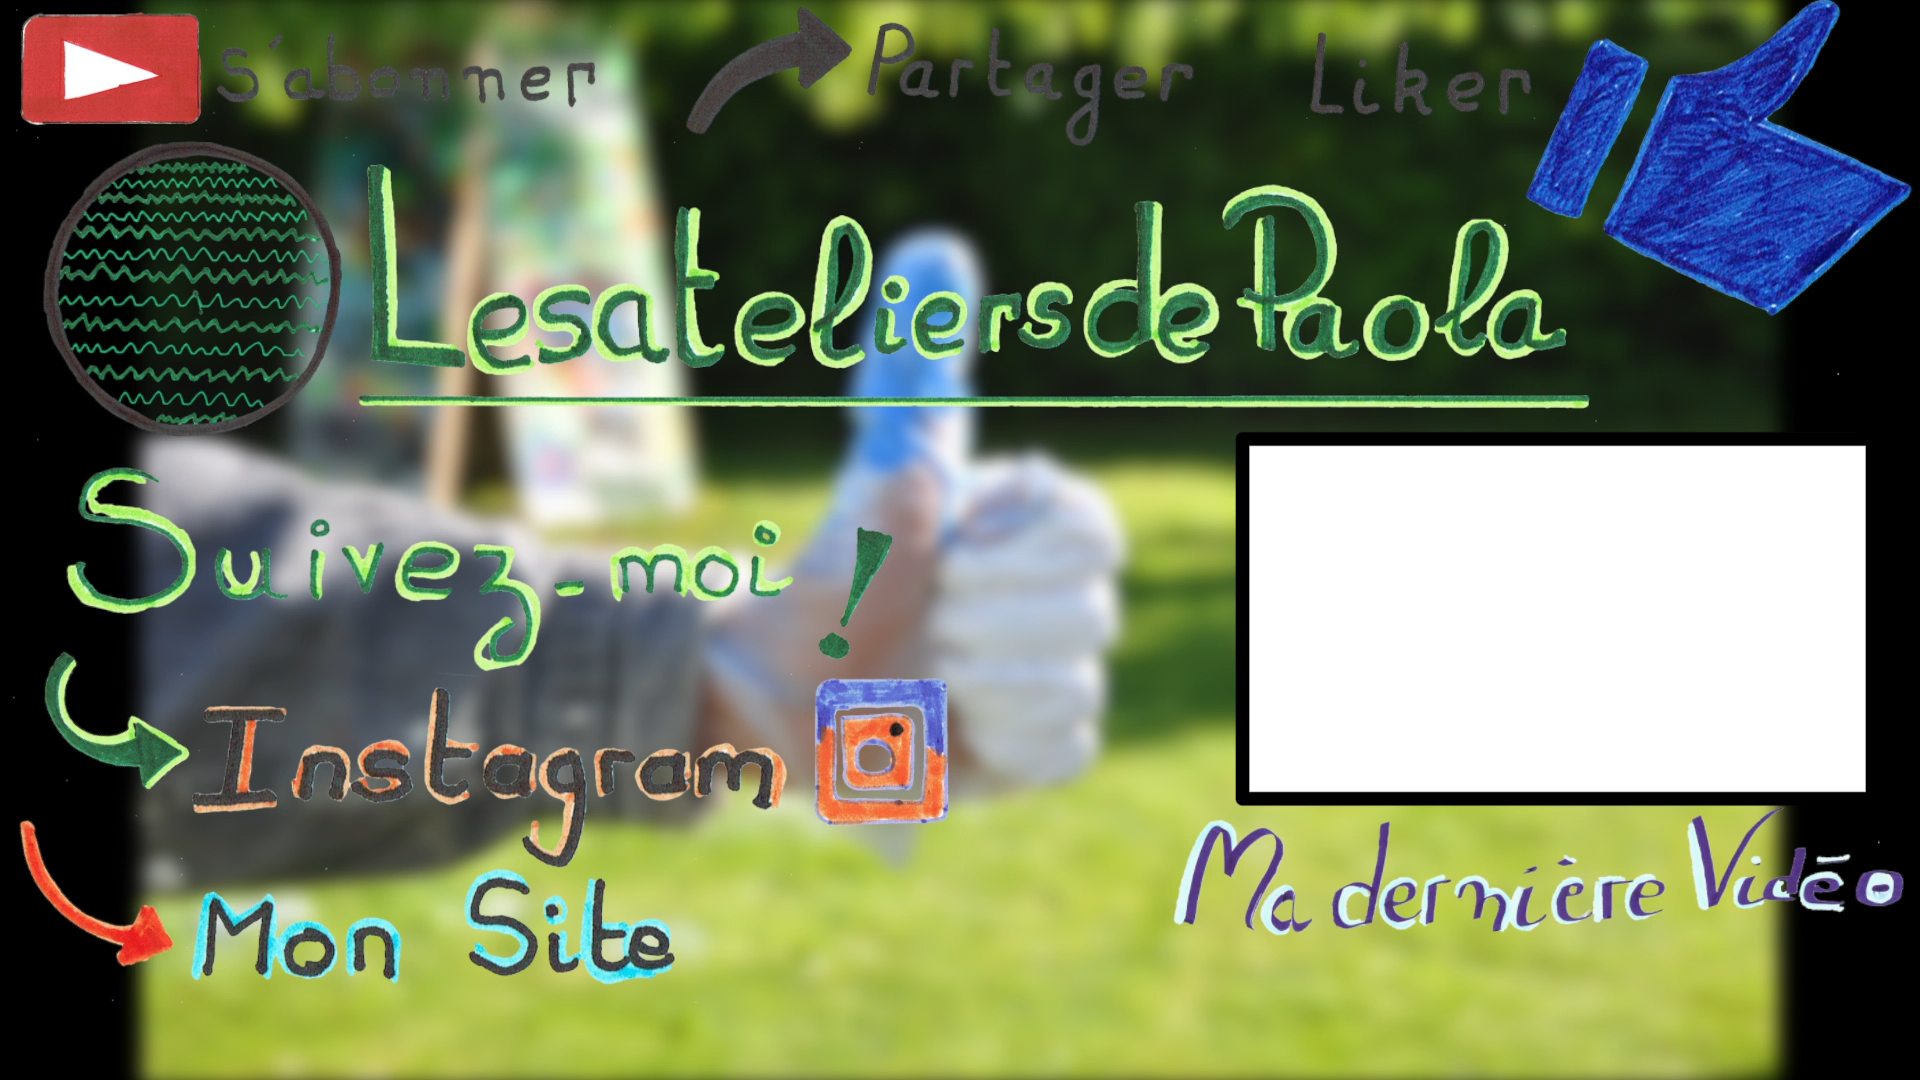 S'abonner Partager Liker
LesateliersdePaola
Suivez-moi !
Instagram
Mon Site
Ma dernière Vidéo